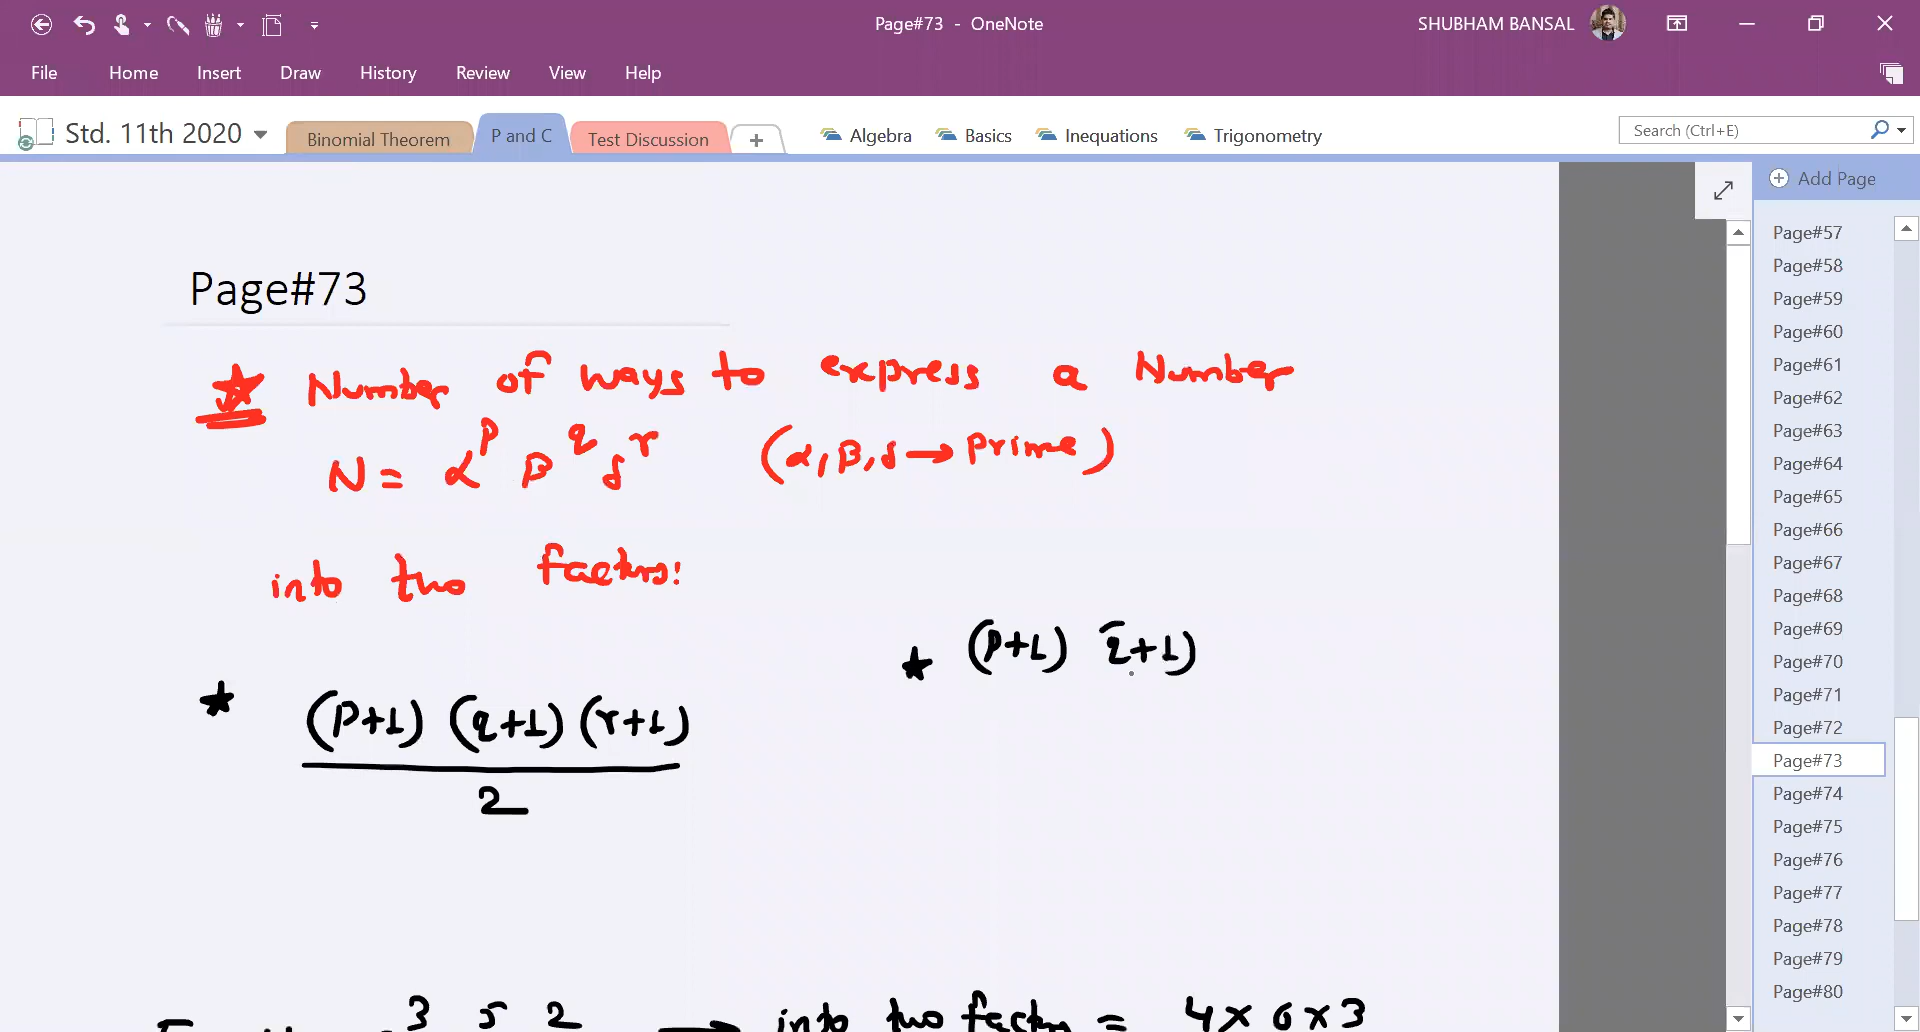 Page#73 - OneNote
SHUBHAM BANSAL
File Home Insert Draw History Review View Help
Std. 11th 2020
Binomial Theorem
P and C
Test Discussion
Algebra
Basics
Inequations
Trigonometry
Search (Ctrl+E)
Add Page
Page#57
Page#58
Page#59
Page#60
Page#61
Page#62
Page#63
Page#64
Page#65
Page#66
Page#67
Page#68
Page#69
Page#70
Page#71
Page#72
Page#73
Page#74
Page#75
Page#76
Page#77
Page#78
Page#79
Page#80
Page#73
Number of ways to express a Number
N = α^p β^q δ^r (α, β, δ → Prime)
into two factors:
(p+1) (q+1) (r+1)
2
(p+1) q+1)
3 5 2 → into two factor = 4 × 6 × 3